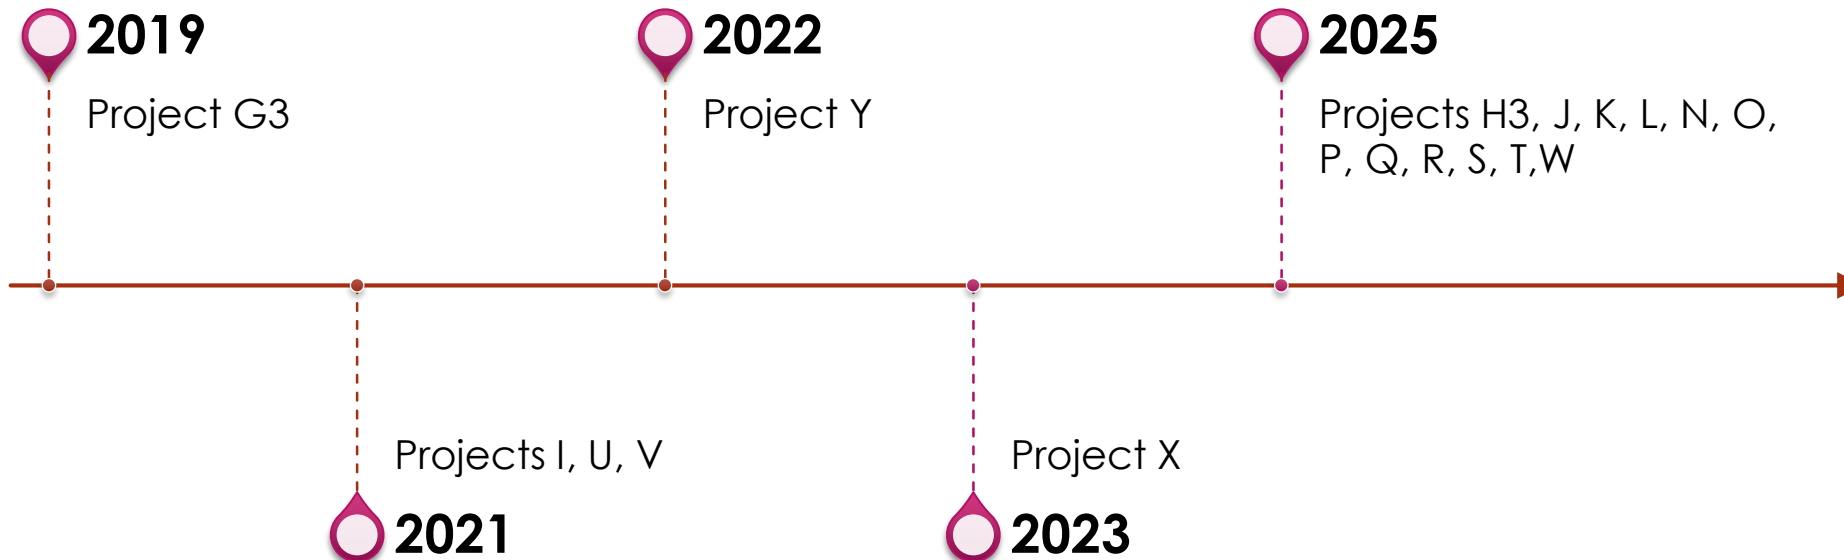 2019
Project G3
2022
Project Y
2025
Projects H3, J, K, L, N, O,
P, Q, R, S, T,W
Projects I, U, V
2021
Project X
2023